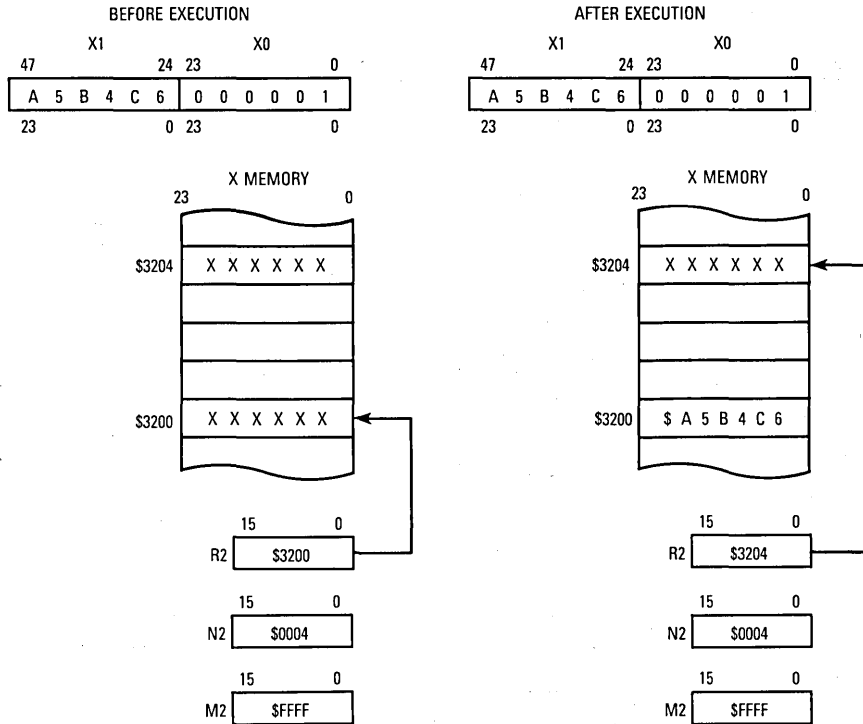 BEFORE EXECUTION
X1 X0
47 24 23 0
A 5 B 4 C 6 0 0 0 0 0 1
23 0 23 0
X MEMORY
23 0
$3204 X X X X X X
$3200 X X X X X X
15 0
R2 $3200
15 0
N2 $0004
15 0
M2 $FFFF
AFTER EXECUTION
X1 X0
47 24 23 0
A 5 B 4 C 6 0 0 0 0 0 1
23 0 23 0
X MEMORY
23 0
$3204 X X X X X X
$3200 $ A 5 B 4 C 6
15 0
R2 $3204
15 0
N2 $0004
15 0
M2 $FFFF